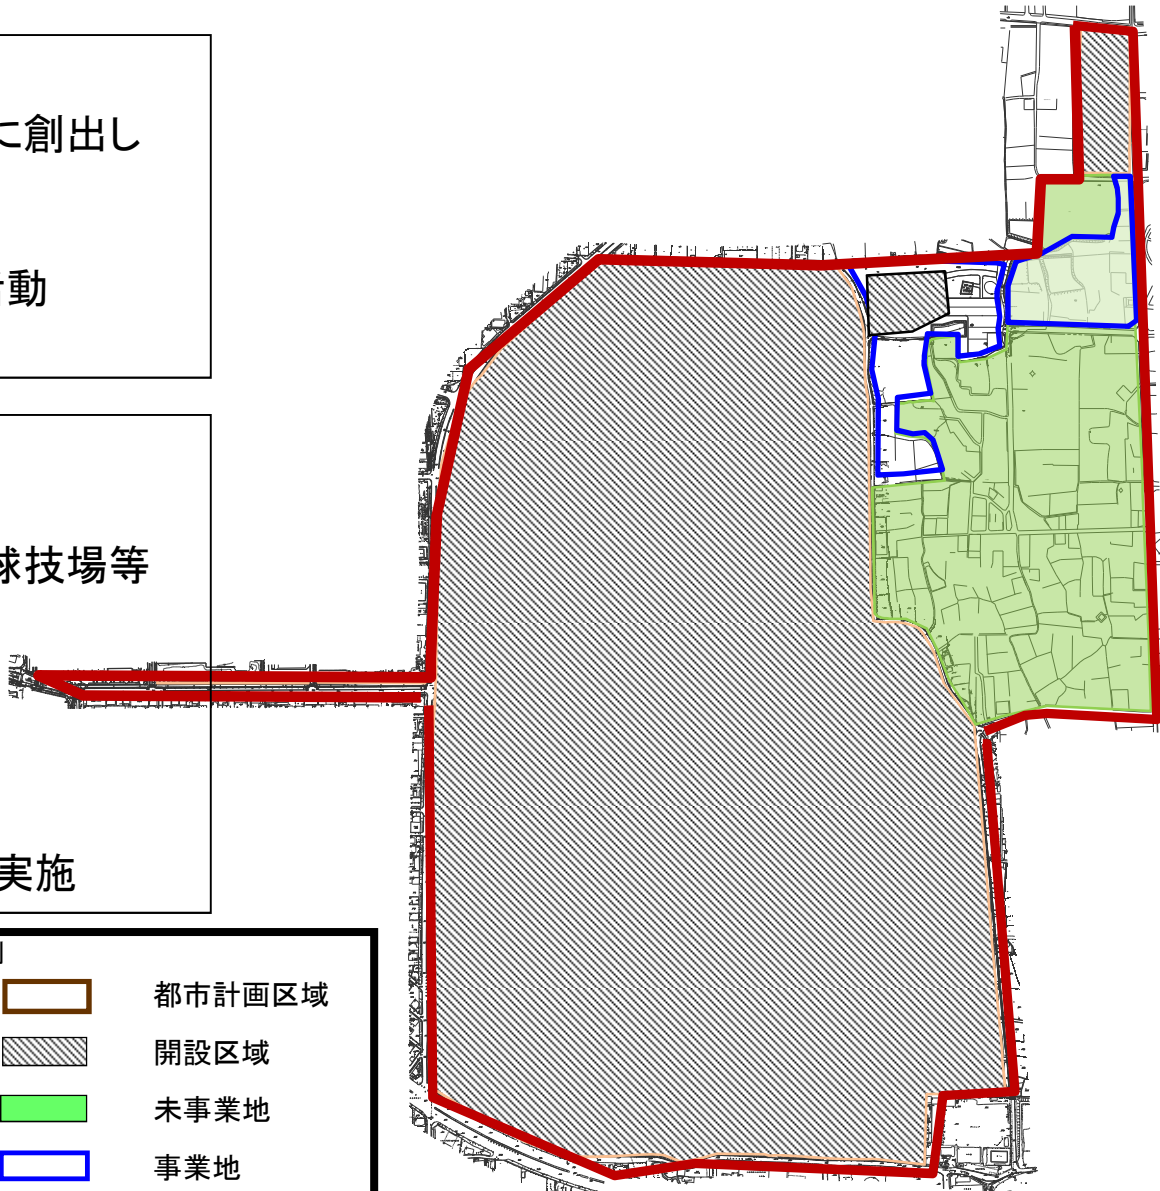 に創出し
動
球技場等
実施
都市計画区域
開設区域
未事業地
事業地